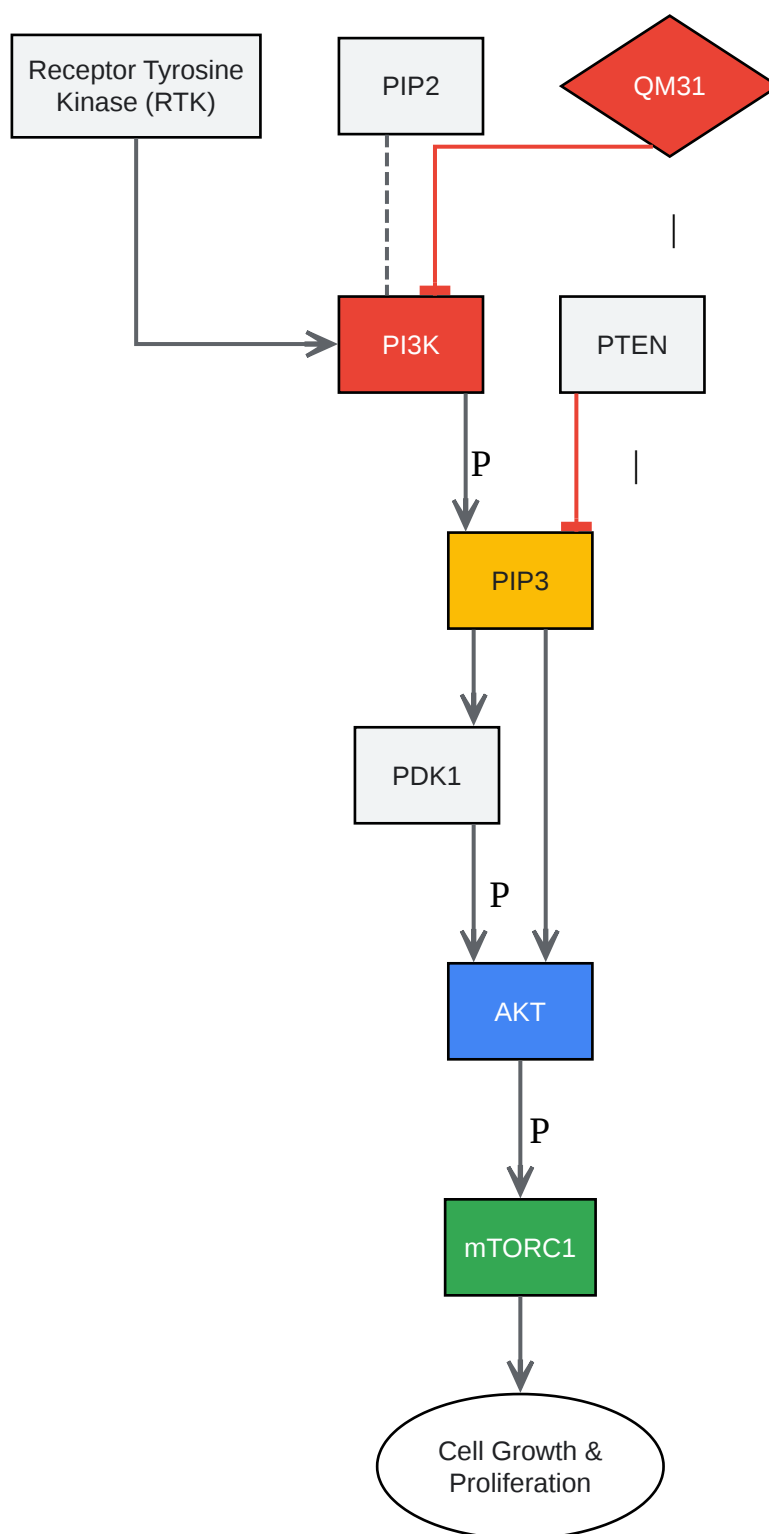 Receptor Tyrosine
Kinase (RTK)
PIP2
QM31
|
PI3K
PTEN
P
|
PIP3
PDK1
P
AKT
P
mTORC1
Cell Growth &
Proliferation